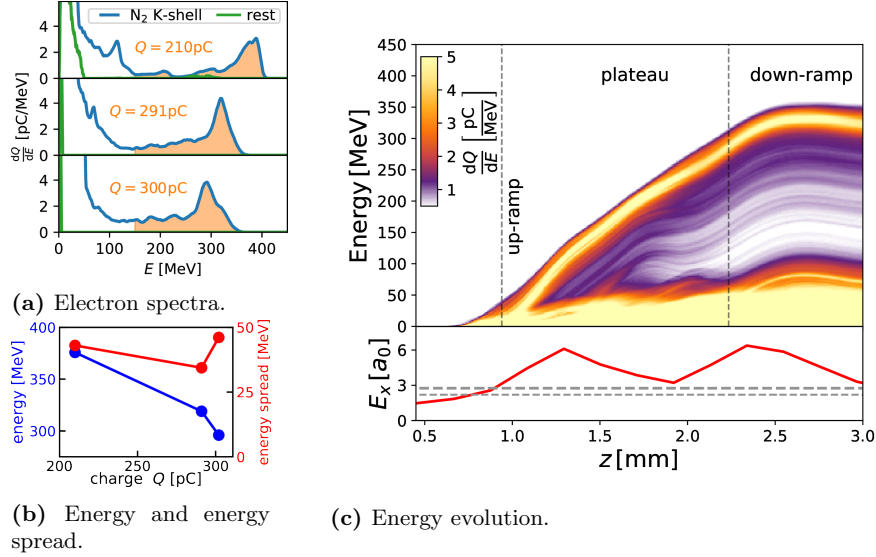 N₂ K-shell rest
Q = 210pC
Q = 291pC
Q = 300pC
dQ/dE [pC/MeV]
0 2 4
0 2 4
0 2 4
0 100 200 300 400
E [MeV]
(a) Electron spectra.
400
375
350
325
300
energy [MeV]
50
25
0
energy spread [MeV]
200 250 300
charge Q [pC]
(b) Energy and energy
spread.
450
400
350
300
250
200
150
100
50
0
Energy [MeV]
5
4
3
2
1
dQ/dE [pC/MeV]
up-ramp
plateau
down-ramp
6
3
0
Eₓ [a₀]
0.5 1.0 1.5 2.0 2.5 3.0
z [mm]
(c) Energy evolution.